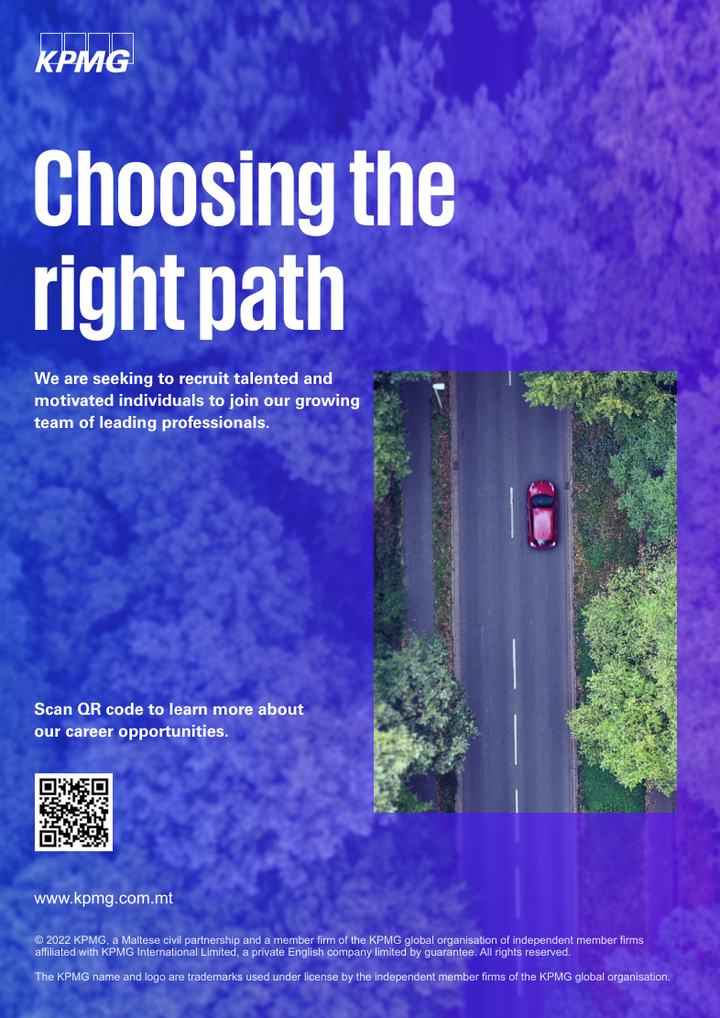 KPMG
Choosing the
right path
We are seeking to recruit talented and
motivated individuals to join our growing
team of leading professionals.
Scan QR code to learn more about
our career opportunities.
www.kpmg.com.mt
© 2022 KPMG, a Maltese civil partnership and a member firm of the KPMG global organisation of independent member firms
affiliated with KPMG International Limited, a private English company limited by guarantee. All rights reserved.
The KPMG name and logo are trademarks used under license by the independent member firms of the KPMG global organisation.